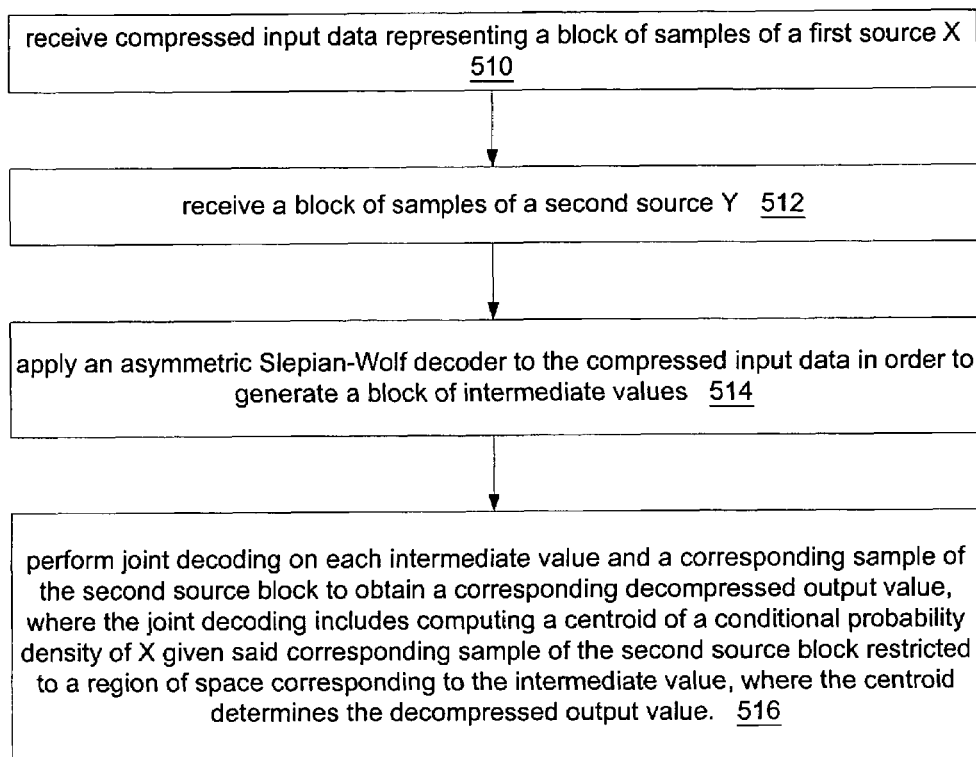 receive compressed input data representing a block of samples of a first source X
510
receive a block of samples of a second source Y 512
apply an asymmetric Slepian-Wolf decoder to the compressed input data in order to
generate a block of intermediate values 514
perform joint decoding on each intermediate value and a corresponding sample of
the second source block to obtain a corresponding decompressed output value,
where the joint decoding includes computing a centroid of a conditional probability
density of X given said corresponding sample of the second source block restricted
to a region of space corresponding to the intermediate value, where the centroid
determines the decompressed output value. 516